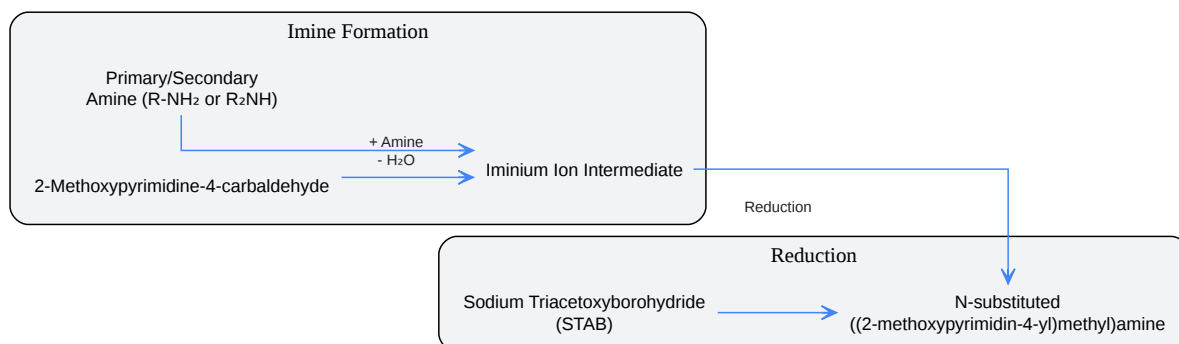 Imine Formation
Primary/Secondary
Amine (R-NH₂ or R₂NH)
+ Amine
- H₂O
2-Methoxypyrimidine-4-carbaldehyde
Iminium Ion Intermediate
Reduction
Reduction
Sodium Triacetoxyborohydride
(STAB)
N-substituted
((2-methoxypyrimidin-4-yl)methyl)amine